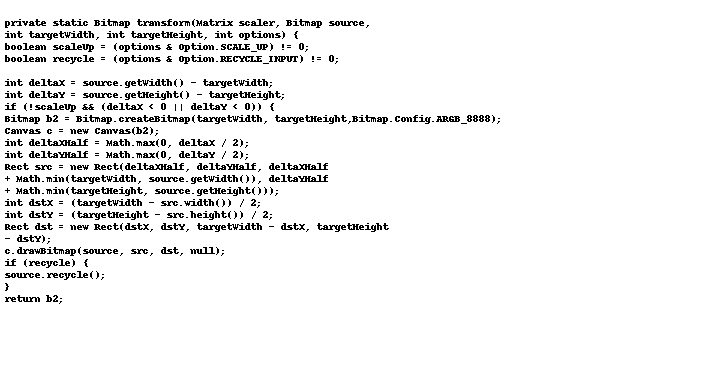 private static Bitmap transform(Matrix scaler, Bitmap source,
int targetWidth, int targetHeight, int options) {
boolean scaleUp = (options & Option.SCALE_UP) != 0;
boolean recycle = (options & Option.RECYCLE_INPUT) != 0;
int deltaX = source.getWidth() - targetWidth;
int deltaY = source.getHeight() - targetHeight;
if (!scaleUp && (deltaX < 0 || deltaY < 0)) {
Bitmap b2 = Bitmap.createBitmap(targetWidth, targetHeight,Bitmap.Config.ARGB_8888);
Canvas c = new Canvas(b2);
int deltaXHalf = Math.max(0, deltaX / 2);
int deltaYHalf = Math.max(0, deltaY / 2);
Rect src = new Rect(deltaXHalf, deltaYHalf, deltaXHalf
+ Math.min(targetWidth, source.getWidth()), deltaYHalf
+ Math.min(targetHeight, source.getHeight()));
int dstX = (targetWidth - src.width()) / 2;
int dstY = (targetHeight - src.height()) / 2;
Rect dst = new Rect(dstX, dstY, targetWidth - dstX, targetHeight
- dstY);
c.drawBitmap(source, src, dst, null);
if (recycle) {
source.recycle();
}
return b2;